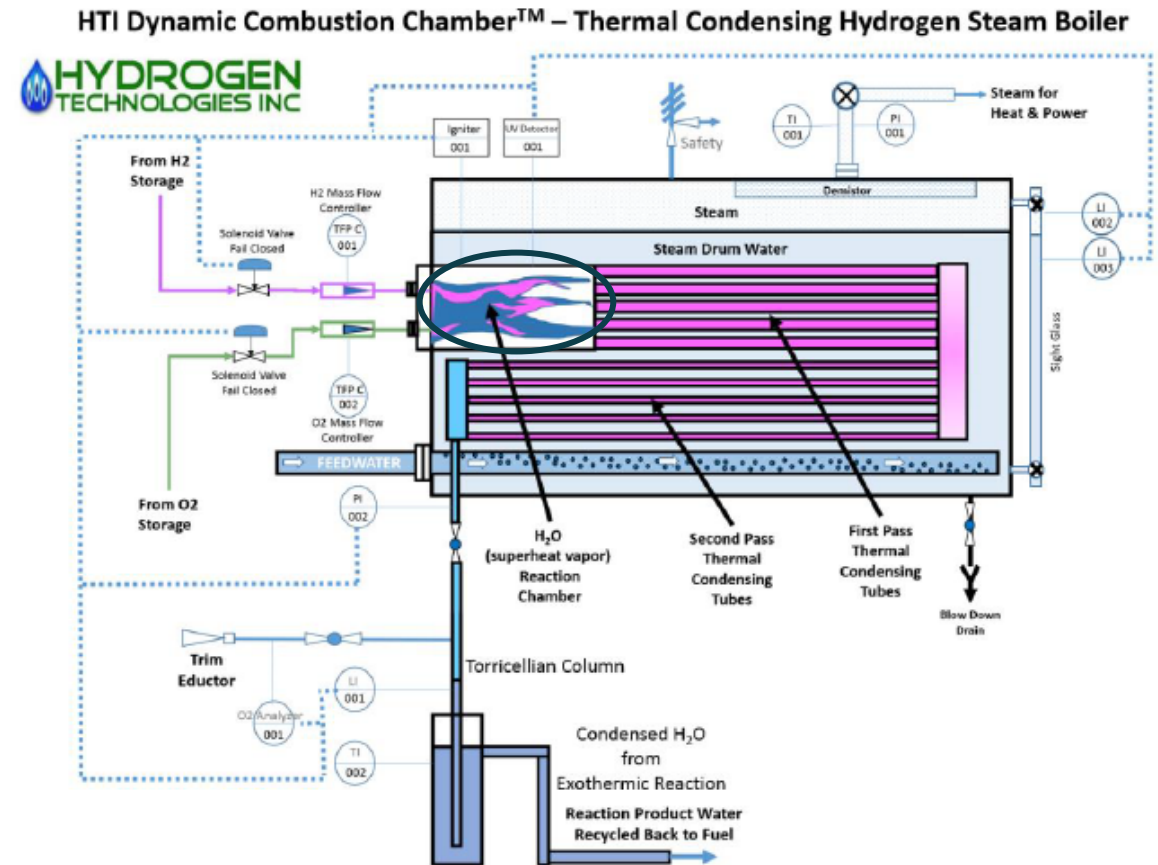 HTI Dynamic Combustion Chamber™ – Thermal Condensing Hydrogen Steam Boiler
HYDROGEN
TECHNOLOGIES INC
Igniter
001
UV Detector
001
Safety
TI
001
PI
001
Steam for
Heat & Power
From H2
Storage
H2 Mass Flow
Controller
TFP C
001
Solenoid Valve
Fail Closed
Demistor
Steam
Steam Drum Water
LI
002
LI
003
Sight Glass
Solenoid Valve
Fail Closed
TFP C
002
O2 Mass Flow
Controller
FEEDWATER
From O2
Storage
PI
002
H₂O
(superheat vapor)
Reaction
Chamber
Second Pass
Thermal
Condensing
Tubes
First Pass
Thermal
Condensing
Tubes
Blow Down
Drain
Trim
Eductor
Torricellian Column
LI
001
O2 Analyzer
001
TI
002
Condensed H₂O
from
Exothermic Reaction
Reaction Product Water
Recycled Back to Fuel